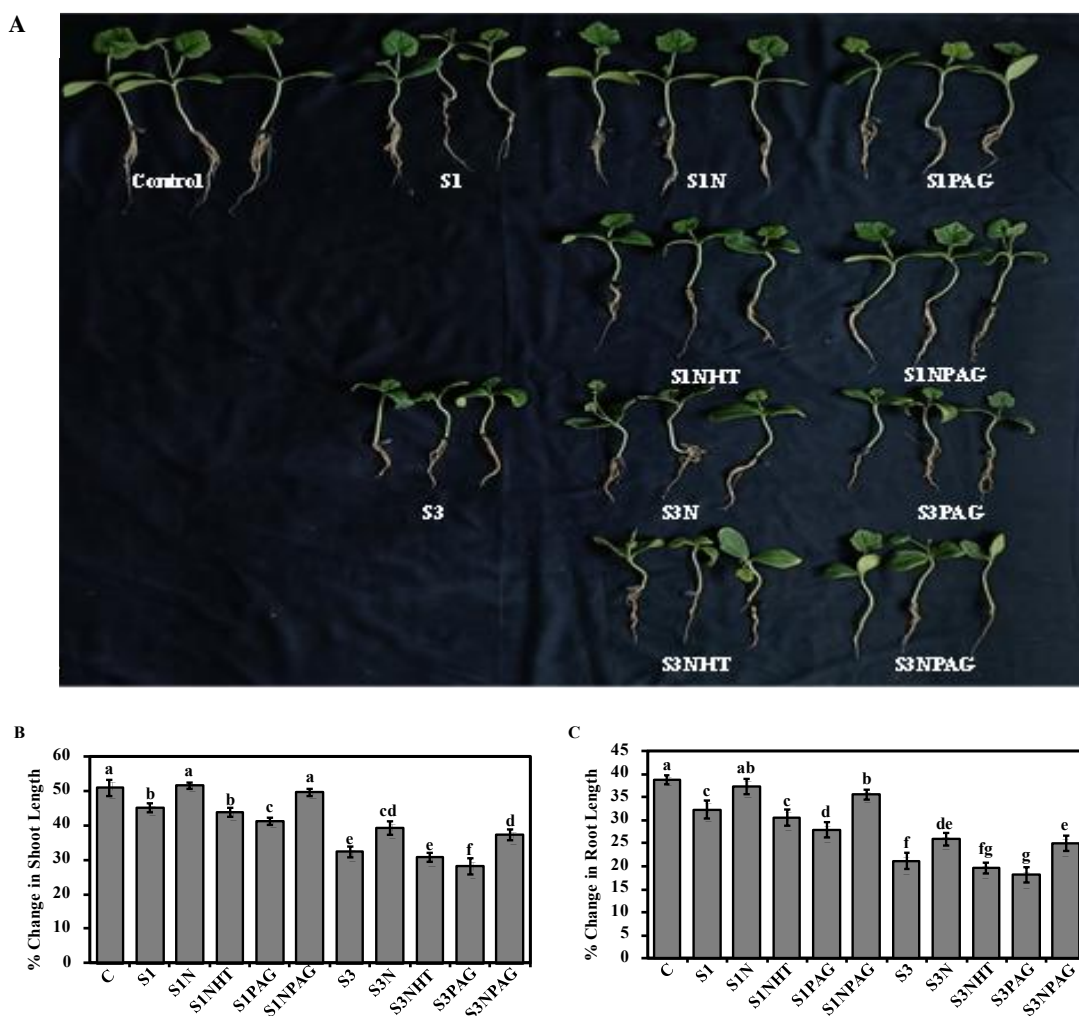 A
Control
S1
S1N
S1PAG
S1NHT
S1NPAG
S3
S3N
S3PAG
S3NHT
S3NPAG
B
% Change in Shoot Length
60
50
40
30
20
10
0
a
b
a
b
c
a
e
cd
e
f
d
C
S1
S1N
S1NHT
S1PAG
S1NPAG
S3
S3N
S3NHT
S3PAG
S3NPAG
C
% Change in Root Length
45
40
35
30
25
20
15
10
5
0
a
c
ab
c
d
b
f
de
fg
g
e
C
S1
S1N
S1NHT
S1PAG
S1NPAG
S3
S3N
S3NHT
S3PAG
S3NPAG